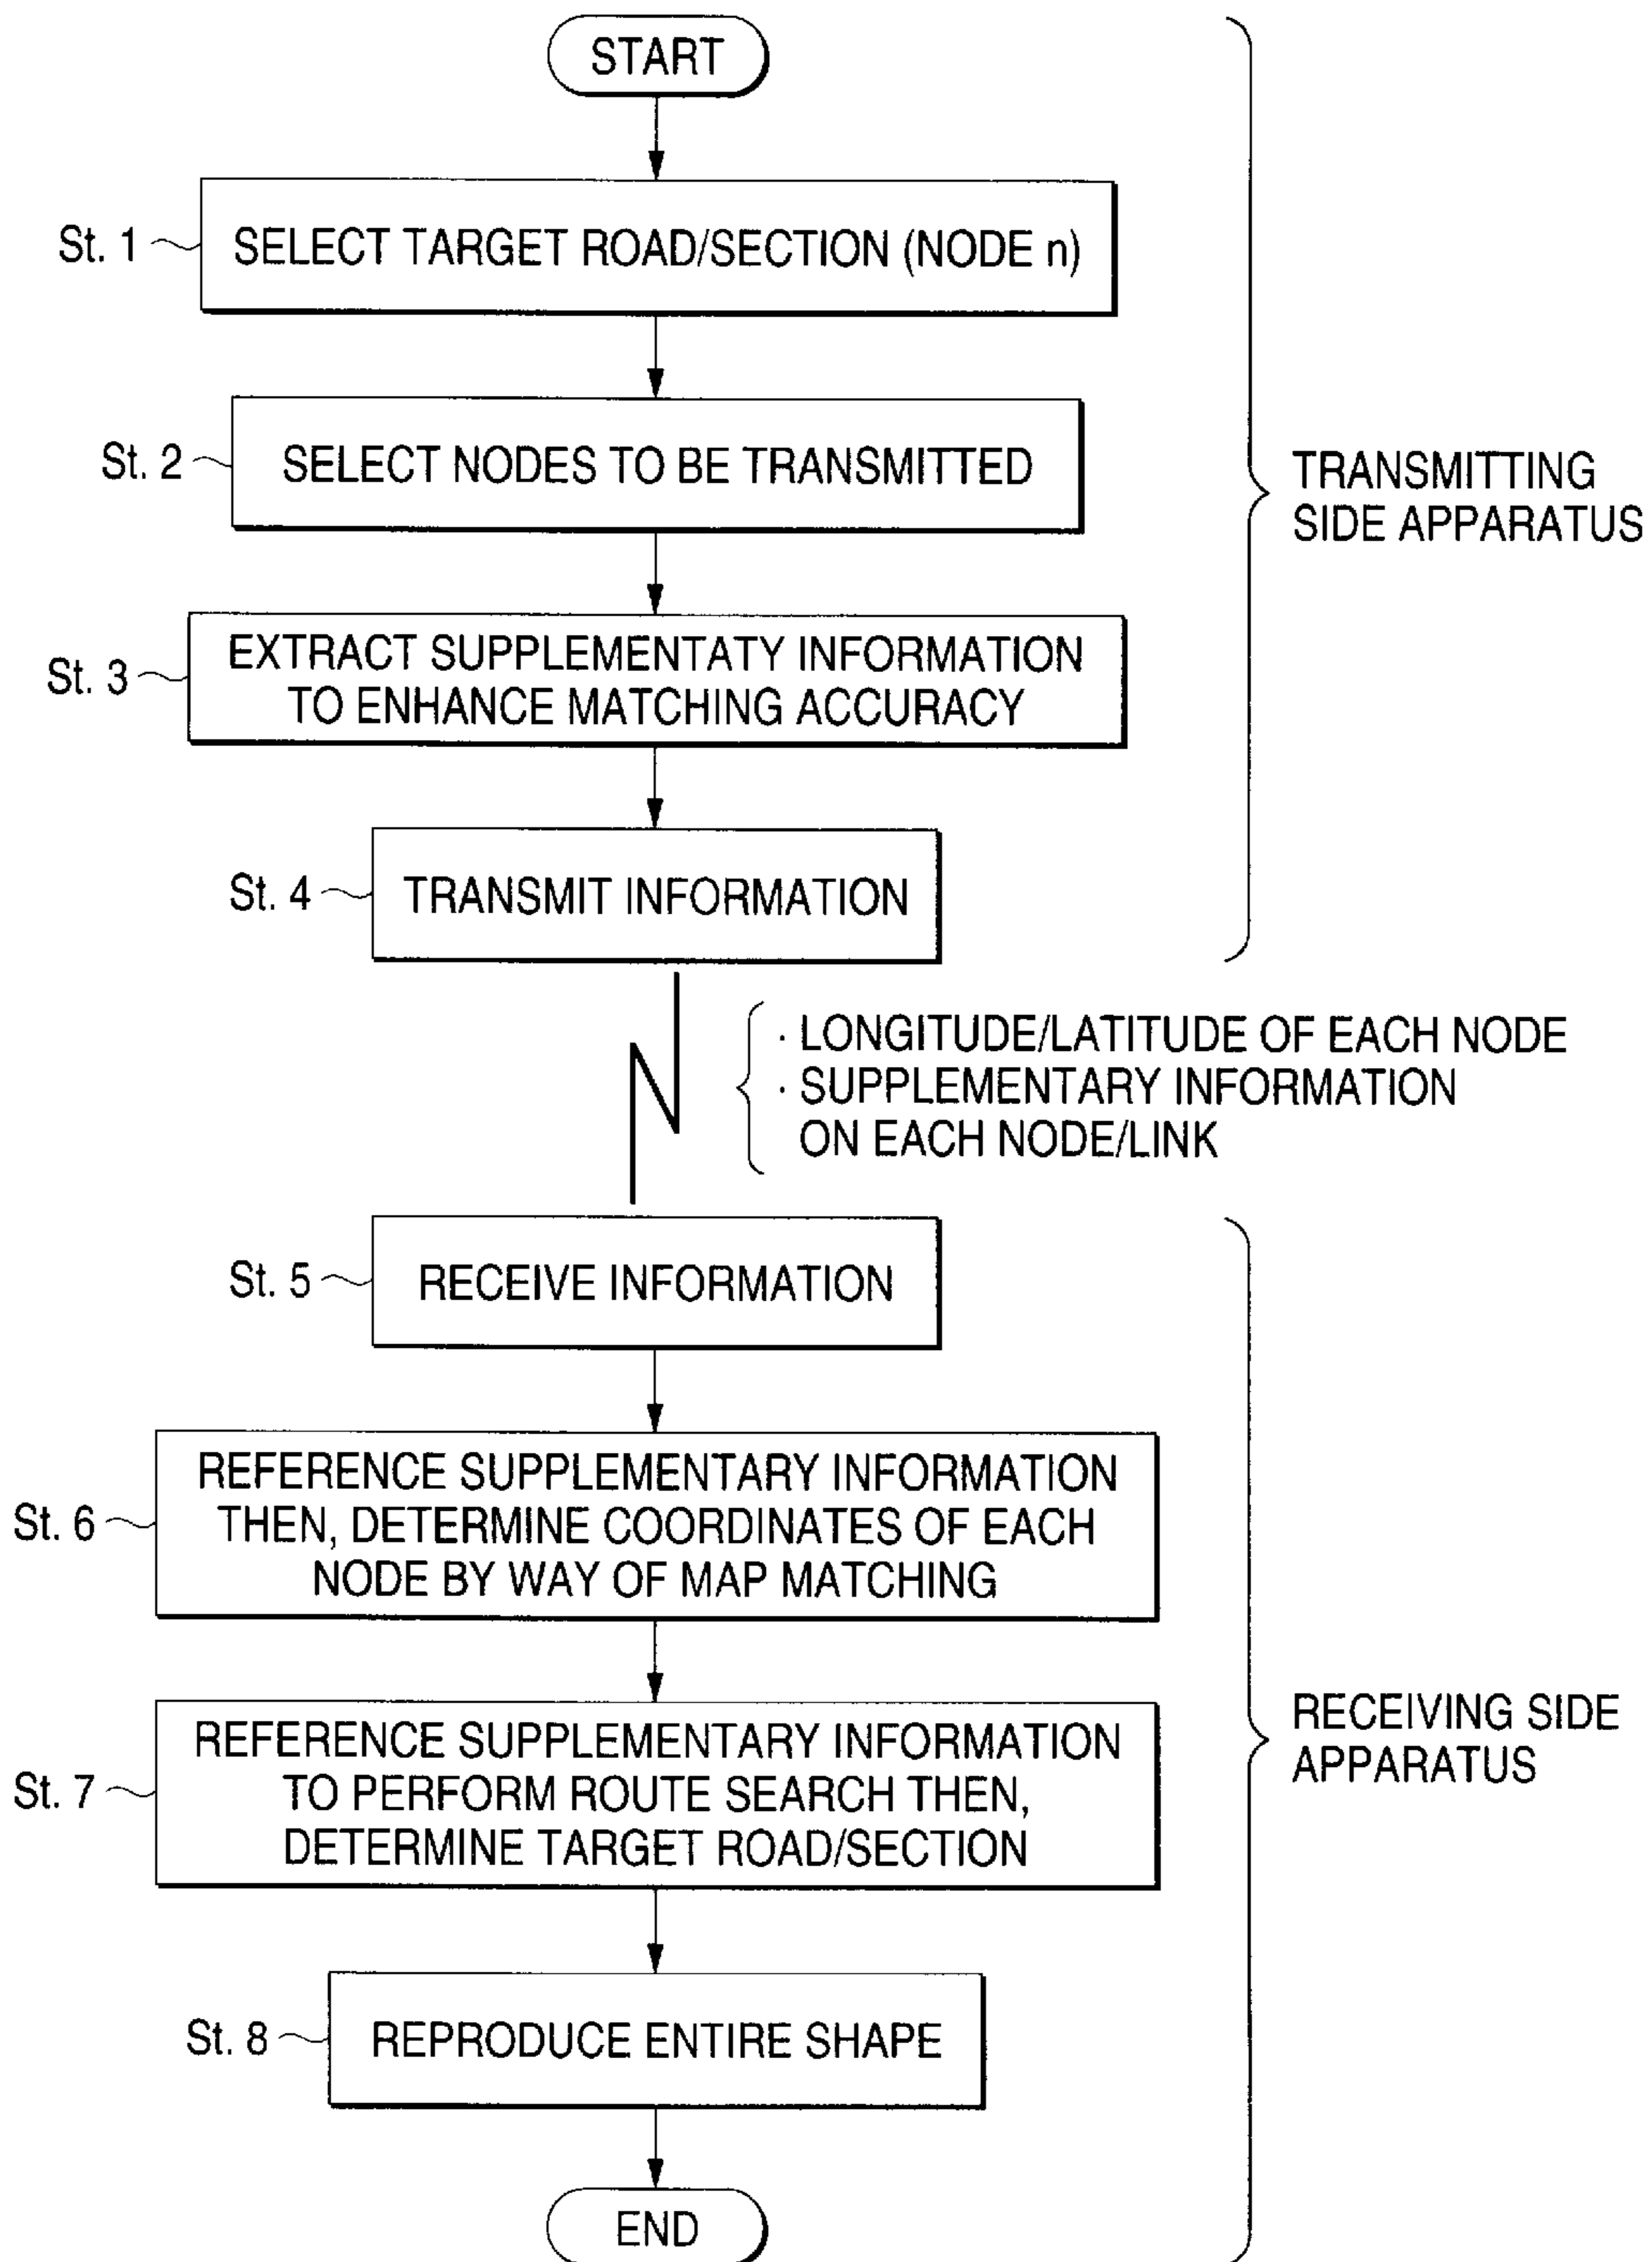 START
St. 1
SELECT TARGET ROAD/SECTION (NODE n)
St. 2
SELECT NODES TO BE TRANSMITTED
TRANSMITTING
SIDE APPARATUS
St. 3
EXTRACT SUPPLEMENTATY INFORMATION
TO ENHANCE MATCHING ACCURACY
St. 4
TRANSMIT INFORMATION
· LONGITUDE/LATITUDE OF EACH NODE
· SUPPLEMENTARY INFORMATION
ON EACH NODE/LINK
St. 5
RECEIVE INFORMATION
St. 6
REFERENCE SUPPLEMENTARY INFORMATION
THEN, DETERMINE COORDINATES OF EACH
NODE BY WAY OF MAP MATCHING
St. 7
REFERENCE SUPPLEMENTARY INFORMATION
TO PERFORM ROUTE SEARCH THEN,
DETERMINE TARGET ROAD/SECTION
RECEIVING SIDE
APPARATUS
St. 8
REPRODUCE ENTIRE SHAPE
END